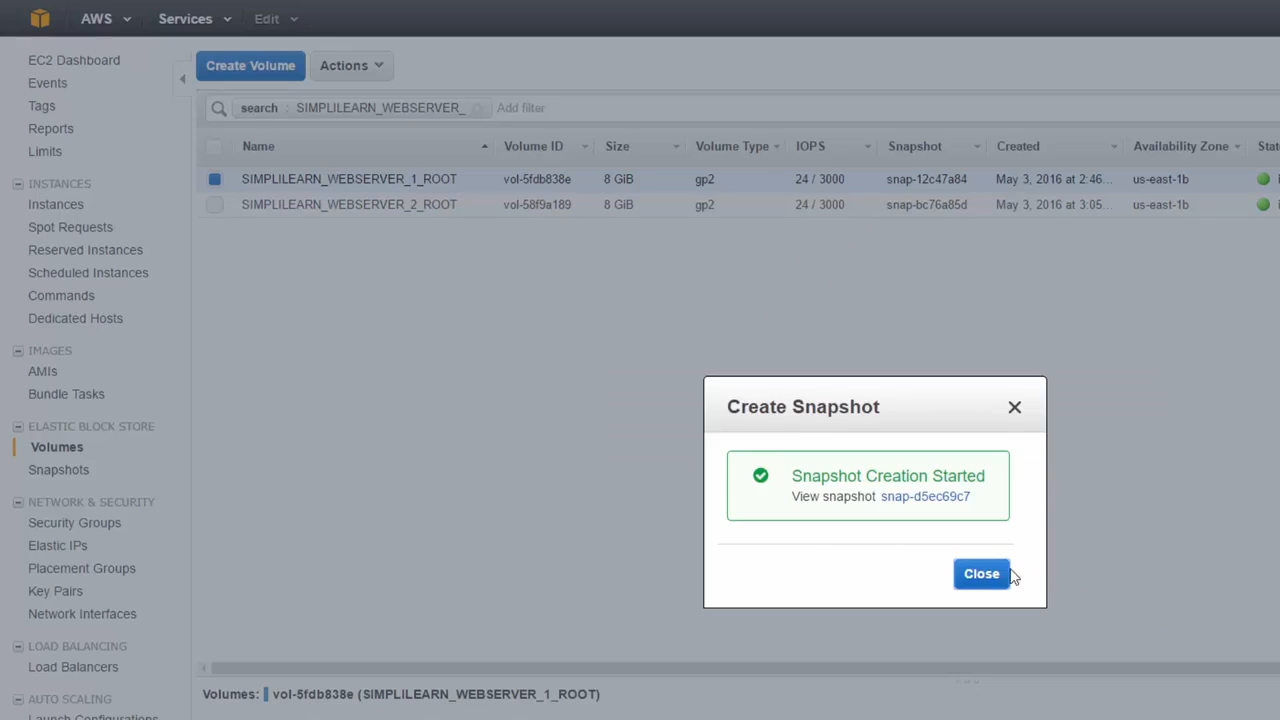 AWS Services Edit
EC2 Dashboard
Events
Tags
Reports
Limits
INSTANCES
Instances
Spot Requests
Reserved Instances
Scheduled Instances
Commands
Dedicated Hosts
IMAGES
AMIs
Bundle Tasks
ELASTIC BLOCK STORE
Volumes
Snapshots
NETWORK & SECURITY
Security Groups
Elastic IPs
Placement Groups
Key Pairs
Network Interfaces
LOAD BALANCING
Load Balancers
AUTO SCALING
Launch Configurations
Create Volume Actions
search : SIMPLILEARN_WEBSERVER_ Add filter
Name Volume ID Size Volume Type IOPS Snapshot Created Availability Zone Stat
SIMPLILEARN_WEBSERVER_1_ROOT vol-5fdb838e 8 GiB gp2 24 / 3000 snap-12c47a84 May 3, 2016 at 2:46... us-east-1b
SIMPLILEARN_WEBSERVER_2_ROOT vol-58f9a189 8 GiB gp2 24 / 3000 snap-bc76a85d May 3, 2016 at 3:05... us-east-1b
Create Snapshot
Snapshot Creation Started
View snapshot snap-d5ec69c7
Close
Volumes: vol-5fdb838e (SIMPLILEARN_WEBSERVER_1_ROOT)